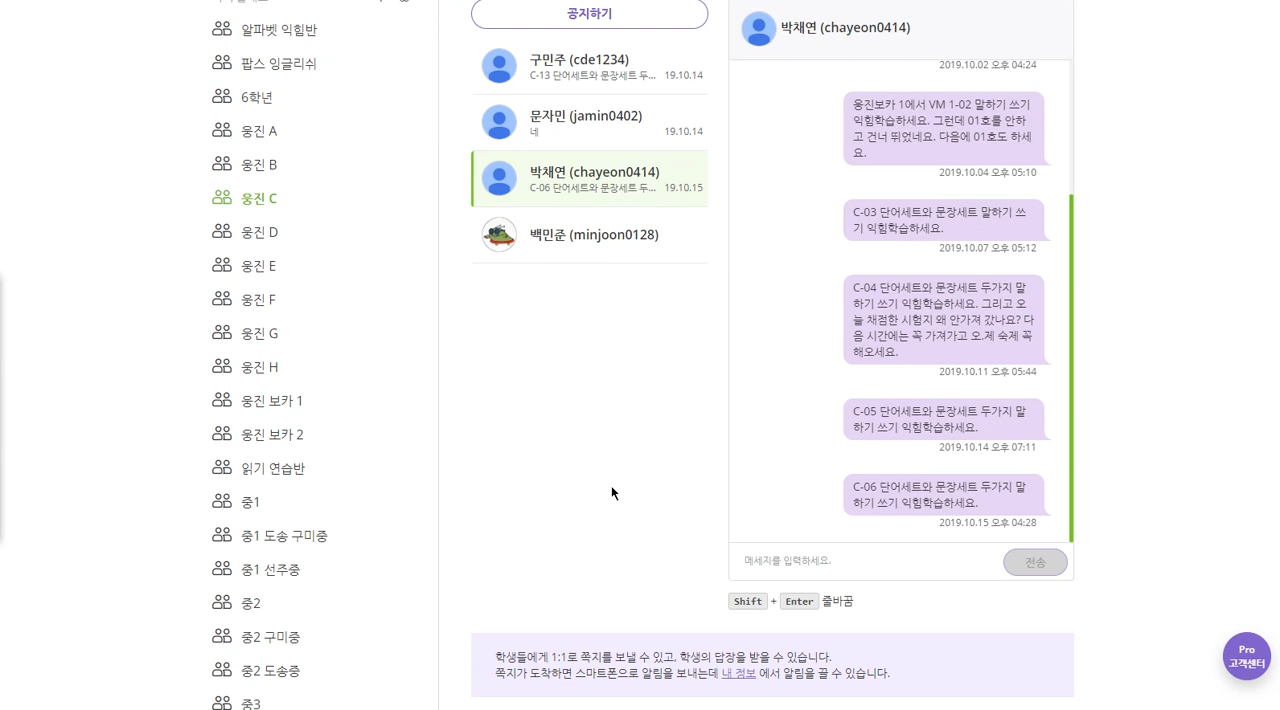 알파벳 익힘반
팝스 잉글리쉬
6학년
웅진 A
웅진 B
웅진 C
웅진 D
웅진 E
웅진 F
웅진 G
웅진 H
웅진 보카 1
웅진 보카 2
읽기 연습반
중1
중1 도송 구미중
중1 선주중
중2
중2 구미중
중2 도송중
중3
공지하기
구민주 (cde1234)
C-13 단어세트와 문장세트 두... 19.10.14
문자민 (jamin0402)
네 19.10.14
박채연 (chayeon0414)
C-06 단어세트와 문장세트 두... 19.10.15
백민준 (minjoon0128)
박채연 (chayeon0414)
2019.10.02 오후 04:24
웅진보카 1에서 VM 1-02 말하기 쓰기
익힘학습하세요. 그런데 01호를 안하
고 건너 뛰었네요. 다음에 01호도 하세
요.
2019.10.04 오후 05:10
C-03 단어세트와 문장세트 말하기 쓰
기 익힘학습하세요.
2019.10.07 오후 05:12
C-04 단어세트와 문장세트 두가지 말
하기 쓰기 익힘학습하세요. 그리고 오
늘 채점한 시험지 왜 안가져 갔나요? 다
음 시간에는 꼭 가져가고 오.제 숙제 꼭
해오세요.
2019.10.11 오후 05:44
C-05 단어세트와 문장세트 두가지 말
하기 쓰기 익힘학습하세요.
2019.10.14 오후 07:11
C-06 단어세트와 문장세트 두가지 말
하기 쓰기 익힘학습하세요.
2019.10.15 오후 04:28
메세지를 입력하세요. 전송
Shift + Enter 줄바꿈
학생들에게 1:1로 쪽지를 보낼 수 있고, 학생의 답장을 받을 수 있습니다.
쪽지가 도착하면 스마트폰으로 알림을 보내는데 내 정보 에서 알림을 끌 수 있습니다.
Pro
고객센터